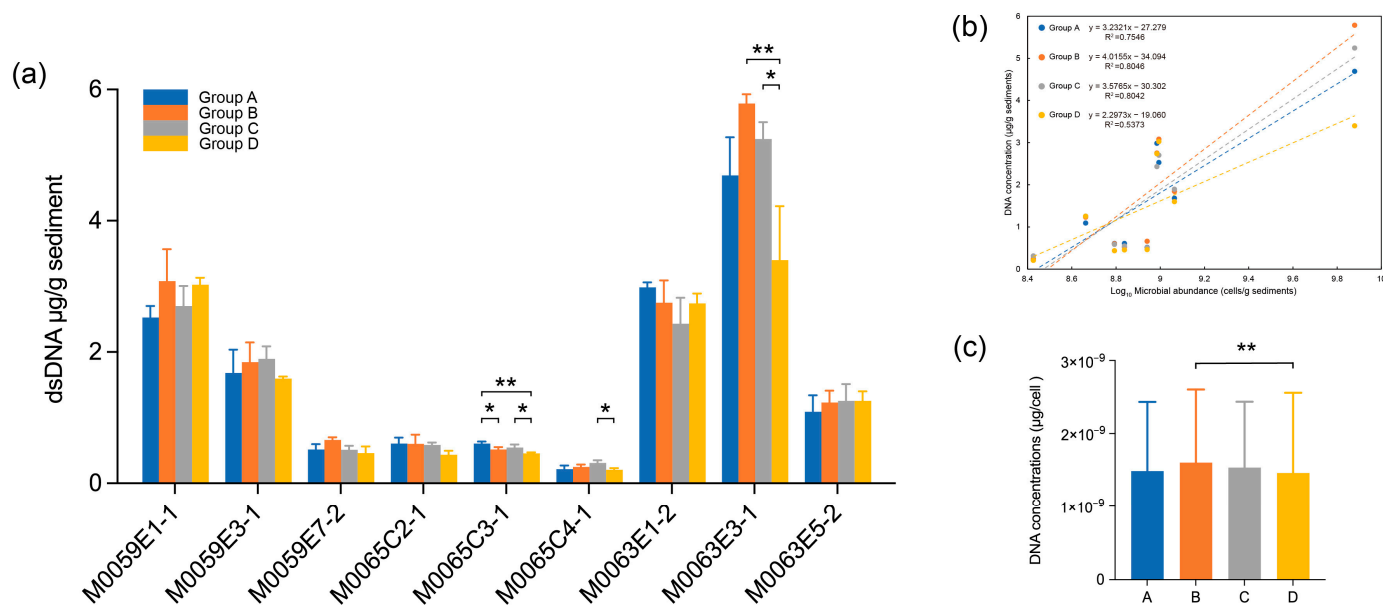 (a)
dsDNA µg/g sediment
6
4
2
0
Group A
Group B
Group C
Group D
**
*
*
*
**
*
M0059E1-1
M0059E3-1
M0059E7-2
M0065C2-1
M0065C3-1
M0065C4-1
M0063E1-2
M0063E3-1
M0063E5-2
(b)
DNA concentration (µg/g sediments)
6
5
4
3
2
1
0
Group A y = 3.2321x − 27.279
R² =0.7546
Group B y = 4.0155x − 34.094
R² =0.8046
Group C y = 3.5765x − 30.302
R² =0.8042
Group D y = 2.2973x − 19.060
R² =0.5373
8.4 8.6 8.8 9 9.2 9.4 9.6 9.8 10
Log₁₀ Microbial abundance (cells/g sediments)
(c)
DNA concentrations (µg/cell )
3×10⁻⁹
2×10⁻⁹
1×10⁻⁹
0
**
A B C D